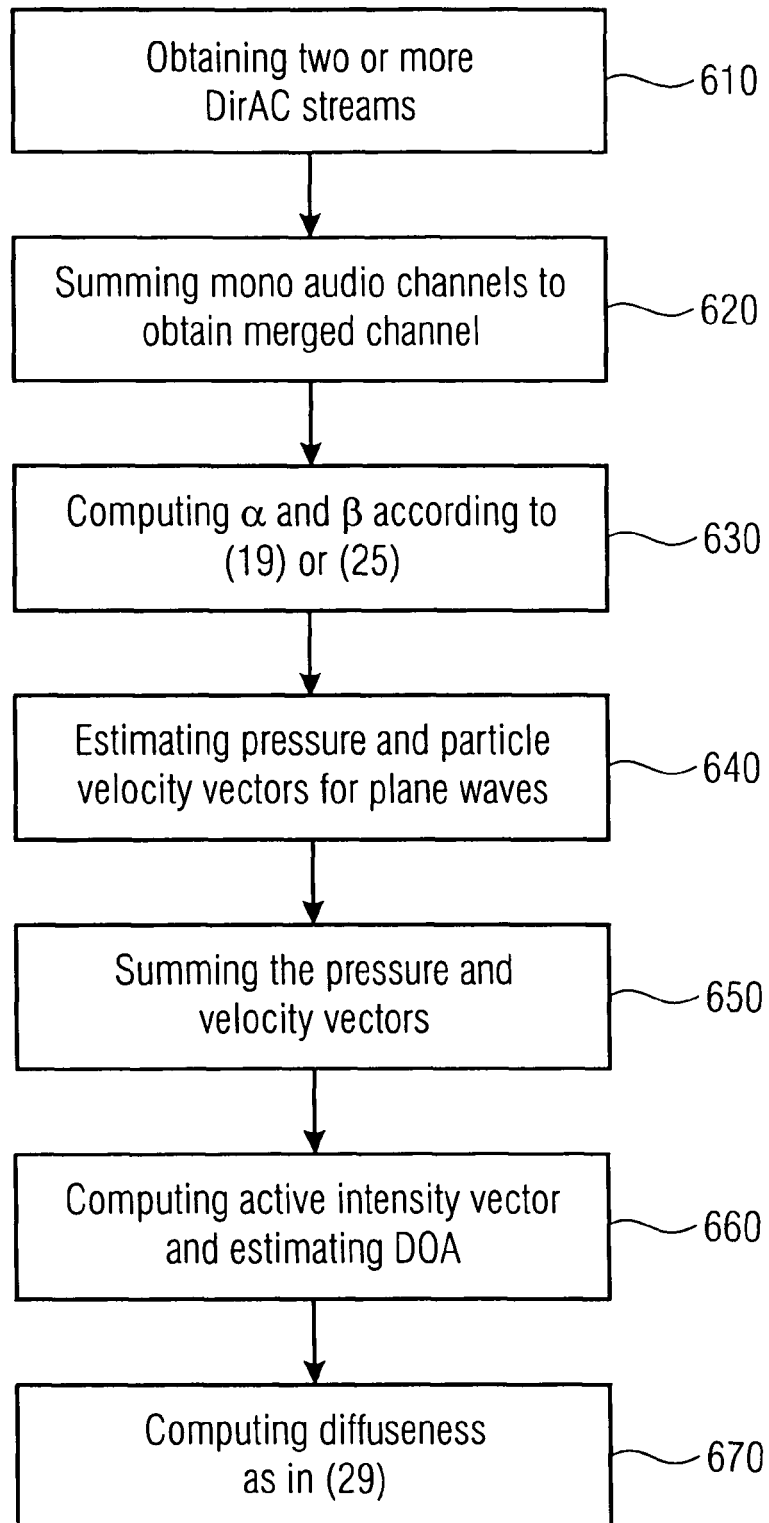 Obtaining two or more
DirAC streams
610
Summing mono audio channels to
obtain merged channel
620
Computing α and β according to
(19) or (25)
630
Estimating pressure and particle
velocity vectors for plane waves
640
Summing the pressure and
velocity vectors
650
Computing active intensity vector
and estimating DOA
660
Computing diffuseness
as in (29)
670